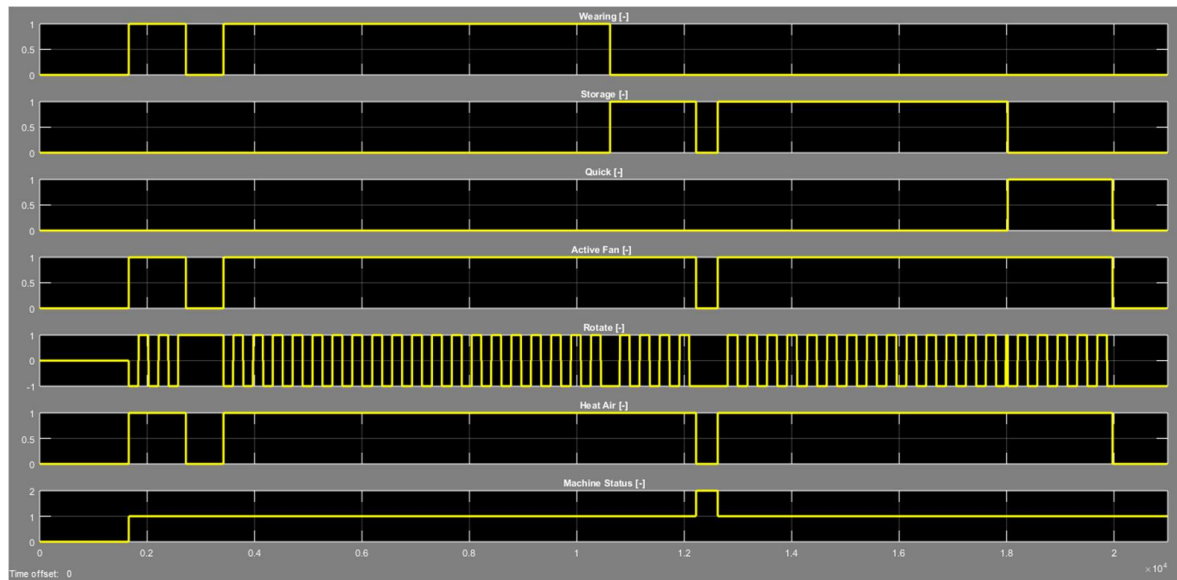 Wearing [-]
1
0.5
0
Storage [-]
1
0.5
0
Quick [-]
1
0.5
0
Active Fan [-]
1
0.5
0
Rotate [-]
1
0
-1
Heat Air [-]
1
0.5
0
Machine Status [-]
2
1
0
0 0.2 0.4 0.6 0.8 1 1.2 1.4 1.6 1.8 2
×10⁴
Time offset: 0